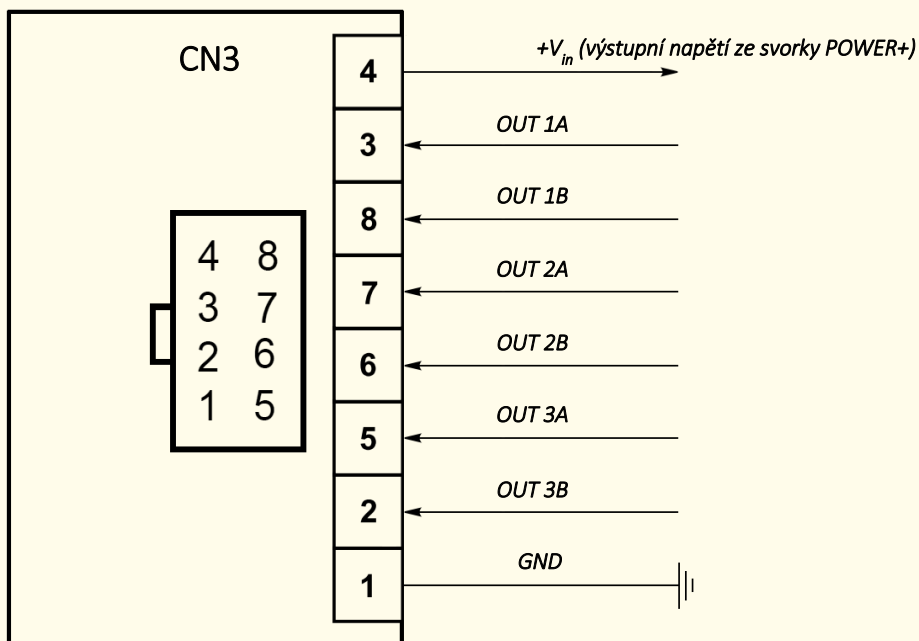 CN3
+Vin (výstupní napětí ze svorky POWER+)
4
OUT 1A
3
OUT 1B
8
OUT 2A
7
OUT 2B
6
OUT 3A
5
OUT 3B
2
GND
1
4 8
3 7
2 6
1 5